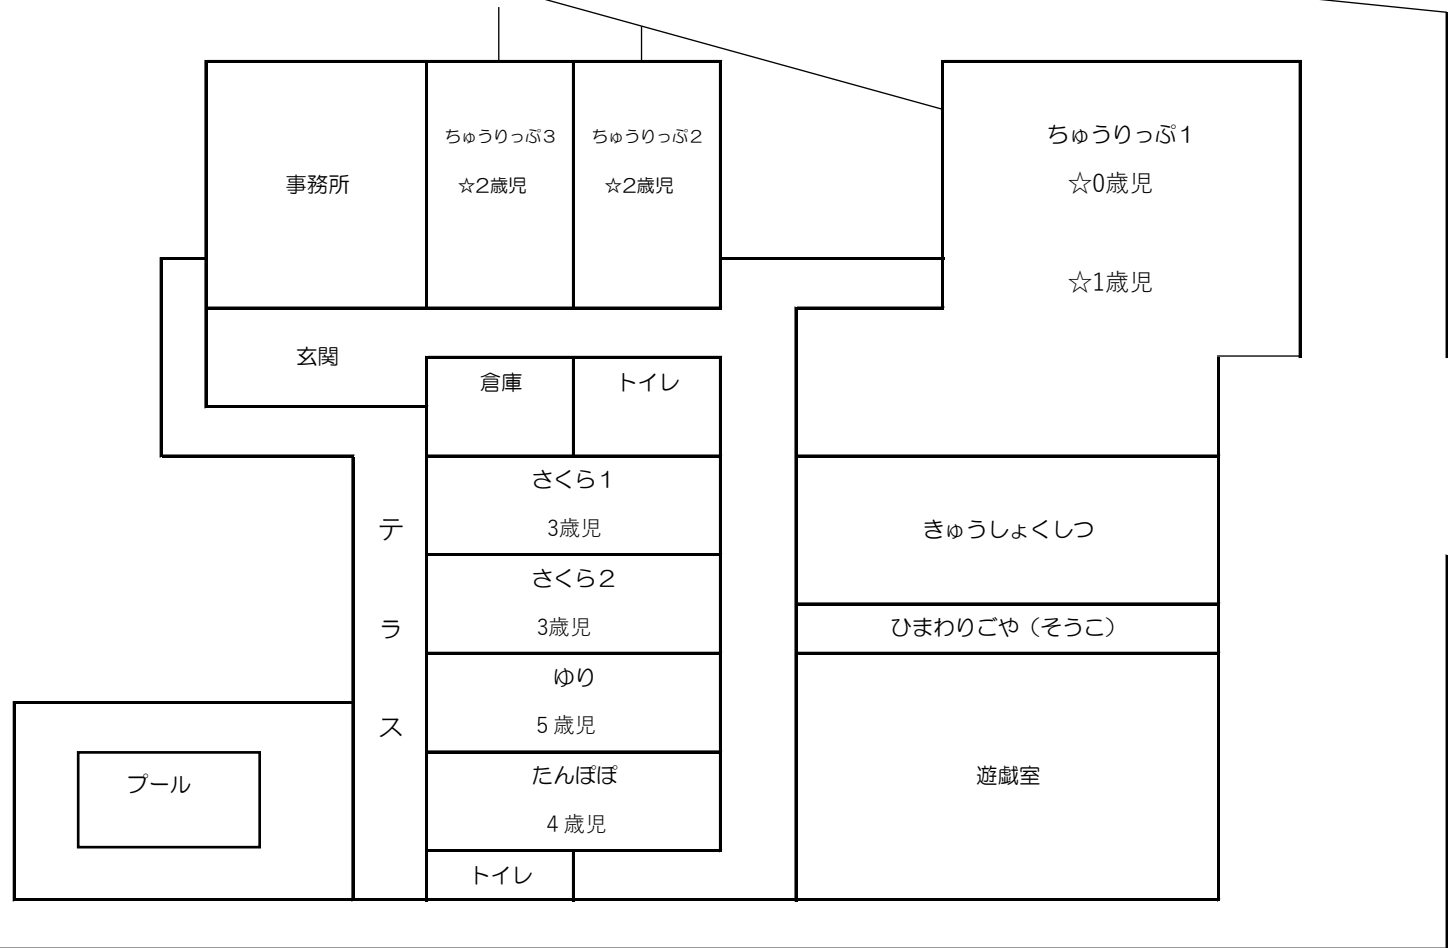 ちゅうりっぷ３
ちゅうりっぷ２
ちゅうりっぷ１
事務所
☆2歳児
☆2歳児
☆0歳児
☆1歳児
玄関
倉庫
トイレ
さくら１
3歳児
テラス
きゅうしょくしつ
さくら２
3歳児
ひまわりごや（そうこ）
ゆり
５歳児
たんぽぽ
４歳児
プール
遊戯室
トイレ